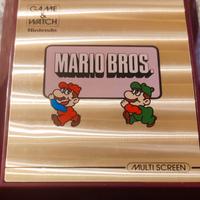 GAME
&
WATCH
Nintendo
MARIO BROS.
MULTI SCREEN